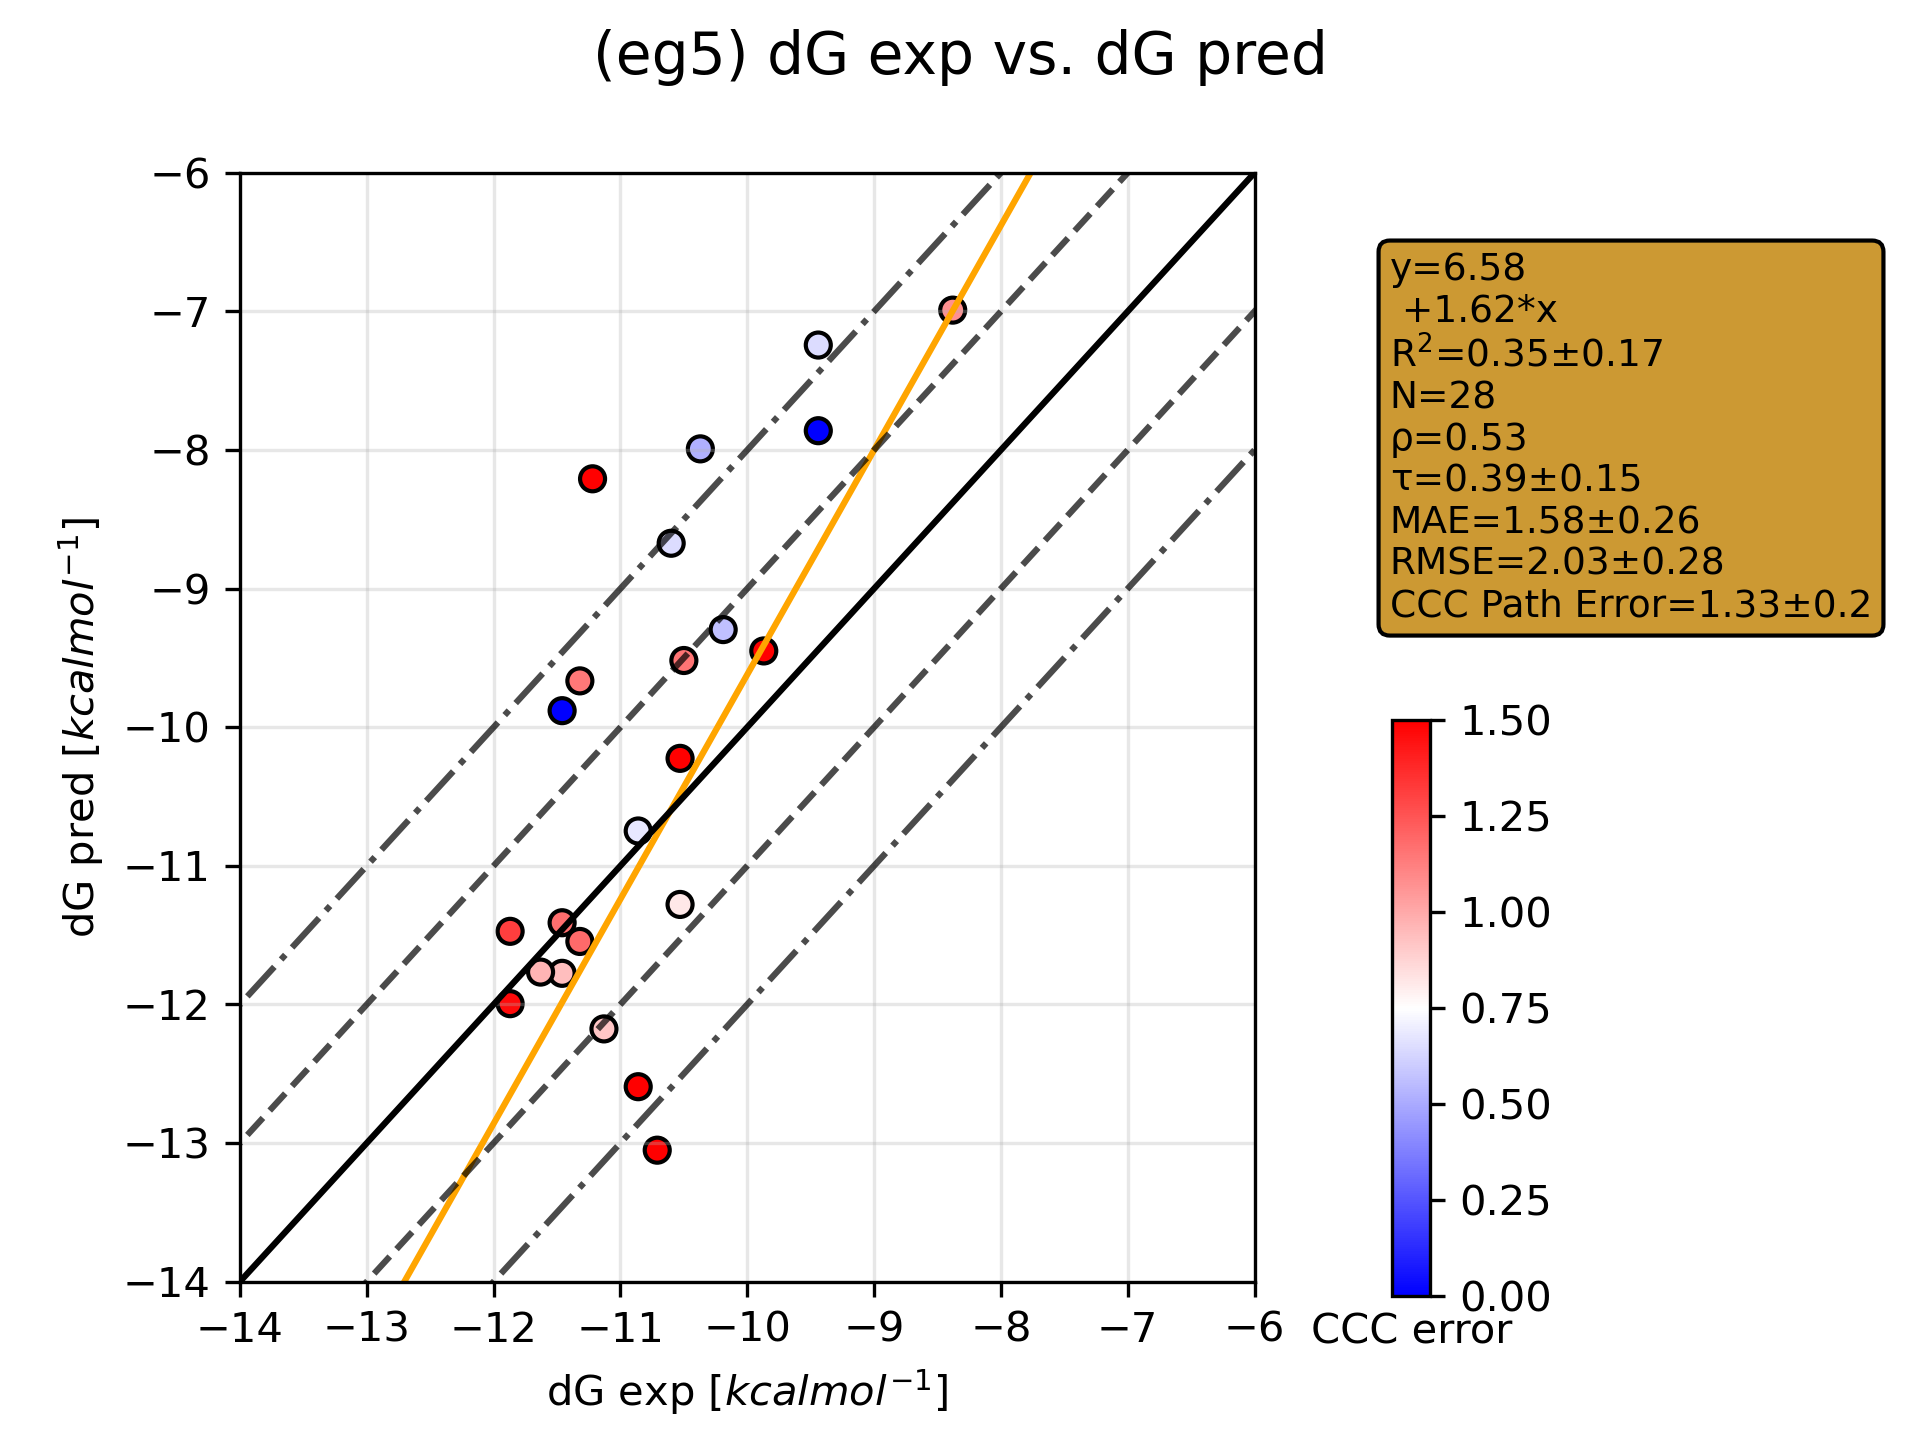 (eg5) dG exp vs. dG pred
−6
−7
−8
−9
−10
−11
−12
−13
−14
dG pred [kcalmol⁻¹]
−14 −13 −12 −11 −10 −9 −8 −7 −6
dG exp [kcalmol⁻¹]
y=6.58
+1.62*x
R²=0.35±0.17
N=28
ρ=0.53
τ=0.39±0.15
MAE=1.58±0.26
RMSE=2.03±0.28
CCC Path Error=1.33±0.2
1.50
1.25
1.00
0.75
0.50
0.25
0.00
CCC error